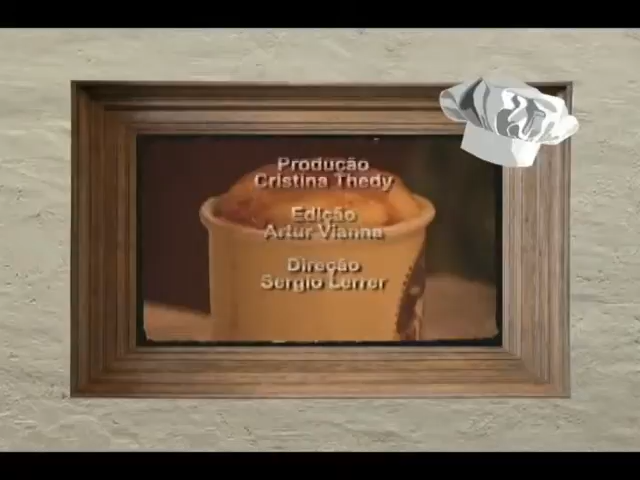 Produção
Cristina Thedy
Edição
Artur Vianna
Direção
Sergio Lerrer